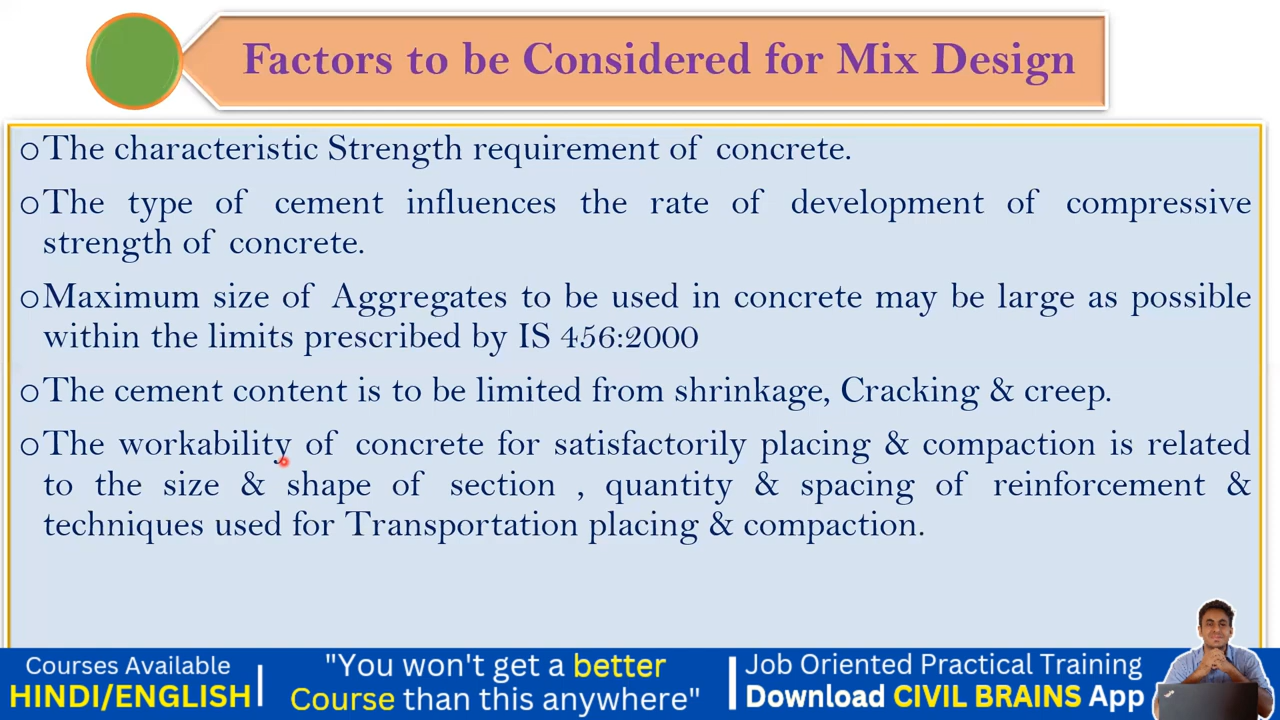 Factors to be Considered for Mix Design
oThe characteristic Strength requirement of concrete.
oThe type of cement influences the rate of development of compressive
strength of concrete.
oMaximum size of Aggregates to be used in concrete may be large as possible
within the limits prescribed by IS 456:2000
oThe cement content is to be limited from shrinkage, Cracking & creep.
oThe workability of concrete for satisfactorily placing & compaction is related
to the size & shape of section , quantity & spacing of reinforcement &
techniques used for Transportation placing & compaction.
Courses Available
HINDI/ENGLISH
"You won't get a better
Course than this anywhere"
Job Oriented Practical Training
Download CIVIL BRAINS App